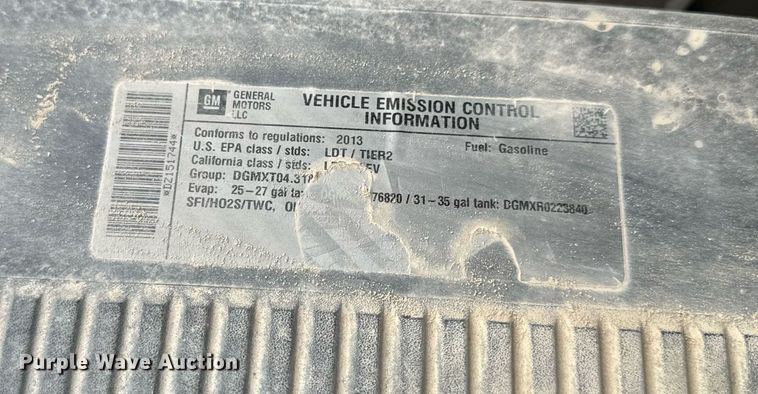 GM
GENERAL
MOTORS
LLC
VEHICLE EMISSION CONTROL
INFORMATION
Conforms to regulations: 2013
Fuel: Gasoline
U.S. EPA class / stds: LDT / TIER2
California class / stds:
Group: DGMXT04.3
Evap: 25-27 gal 76820 / 31-35 gal tank: DGMXR0223840
SFI/HO2S/TWC,
*D2151744*
Purple Wave Auction